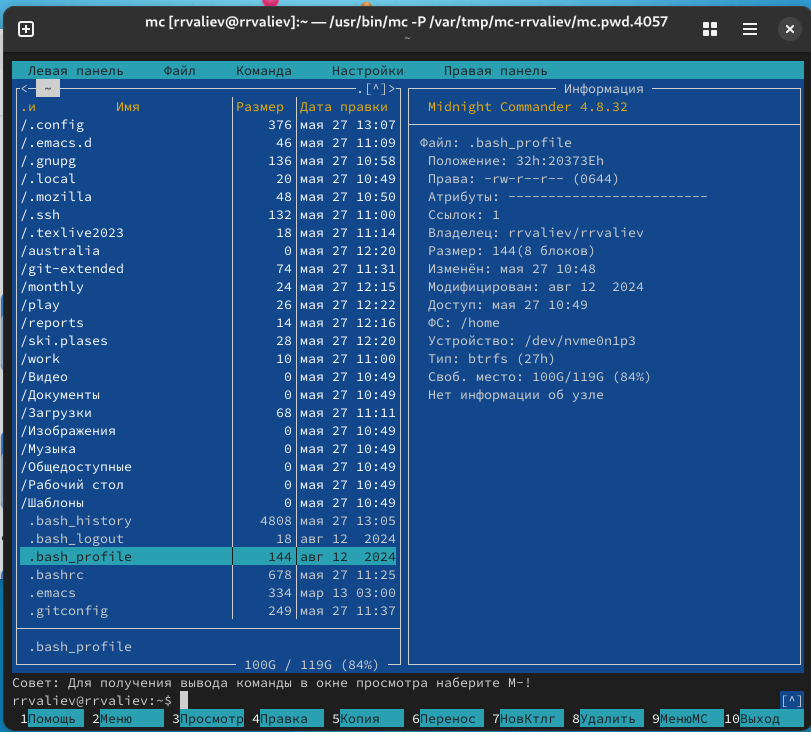 mc [rrvaliev@rrvaliev]:~ — /usr/bin/mc -P /var/tmp/mc-rrvaliev/mc.pwd.4057
~
Левая панель Файл Команда Настройки Правая панель
<─ ~ ─.[^]>
.и Имя Размер Дата правки
/.config 376 мая 27 13:07
/.emacs.d 46 мая 27 11:09
/.gnupg 136 мая 27 10:58
/.local 20 мая 27 10:49
/.mozilla 48 мая 27 10:50
/.ssh 132 мая 27 11:00
/.texlive2023 18 мая 27 11:14
/australia 0 мая 27 12:20
/git-extended 74 мая 27 11:31
/monthly 24 мая 27 12:15
/play 26 мая 27 12:22
/reports 14 мая 27 12:16
/ski.plases 28 мая 27 12:20
/work 10 мая 27 11:00
/Видео 0 мая 27 10:49
/Документы 0 мая 27 10:49
/Загрузки 68 мая 27 11:11
/Изображения 0 мая 27 10:49
/Музыка 0 мая 27 10:49
/Общедоступные 0 мая 27 10:49
/Рабочий стол 0 мая 27 10:49
/Шаблоны 0 мая 27 10:49
.bash_history 4808 мая 27 13:05
.bash_logout 18 авг 12 2024
.bash_profile 144 авг 12 2024
.bashrc 678 мая 27 11:25
.emacs 334 мар 13 03:00
.gitconfig 249 мая 27 11:37
.bash_profile
100G / 119G (84%)
Информация
Midnight Commander 4.8.32
Файл: .bash_profile
Положение: 32h:20373Eh
Права: -rw-r--r-- (0644)
Атрибуты: -------------------------
Ссылок: 1
Владелец: rrvaliev/rrvaliev
Размер: 144(8 блоков)
Изменён: мая 27 10:48
Модифицирован: авг 12 2024
Доступ: мая 27 10:49
ФС: /home
Устройство: /dev/nvme0n1p3
Тип: btrfs (27h)
Своб. место: 100G/119G (84%)
Нет информации об узле
Совет: Для получения вывода команды в окне просмотра наберите M-!
rrvaliev@rrvaliev:~$ [^]
1Помощь 2Меню 3Просмотр 4Правка 5Копия 6Перенос 7НовКтлг 8Удалить 9МенюMC 10Выход